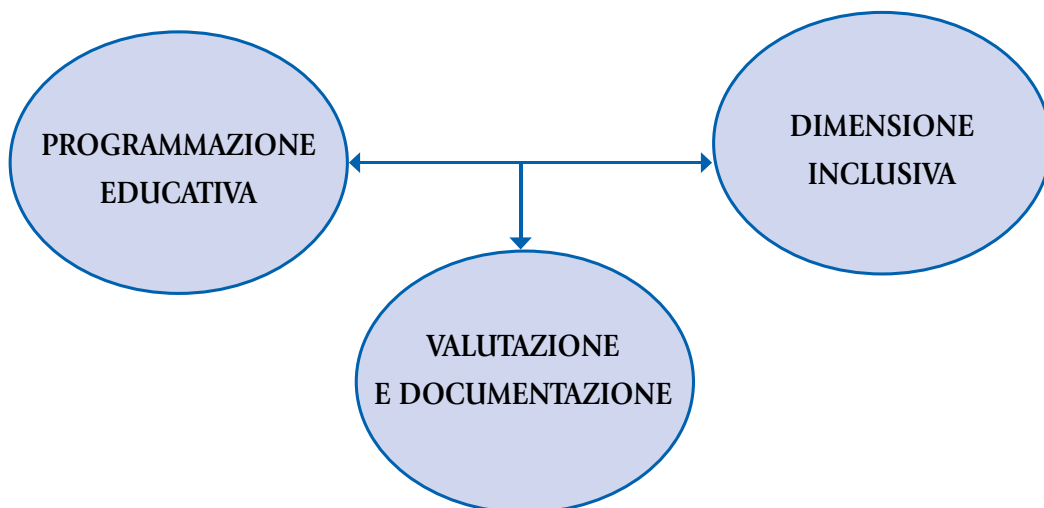 PROGRAMMAZIONE
EDUCATIVA
DIMENSIONE
INCLUSIVA
VALUTAZIONE
E DOCUMENTAZIONE